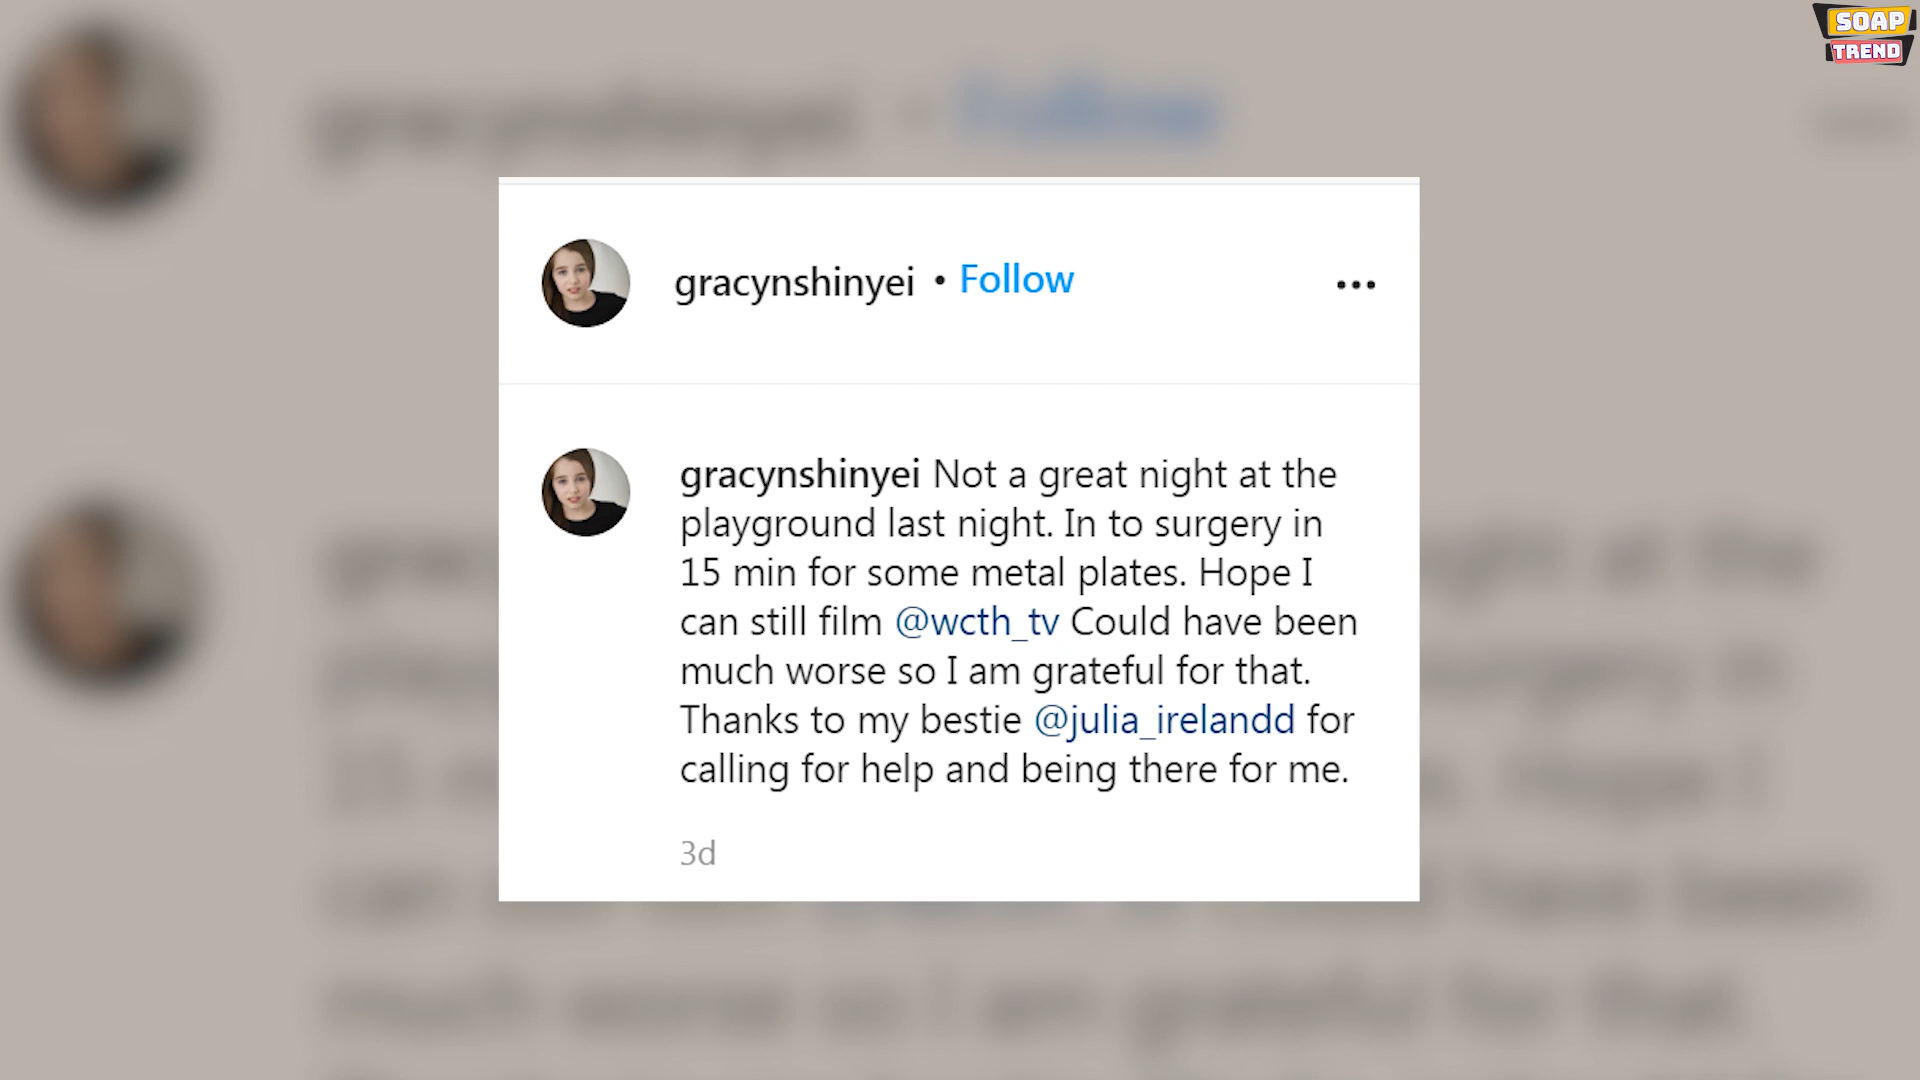 SOAP
TREND
gracynshinyei • Follow
gracynshinyei Not a great night at the
playground last night. In to surgery in
15 min for some metal plates. Hope I
can still film @wcth_tv Could have been
much worse so I am grateful for that.
Thanks to my bestie @julia_irelandd for
calling for help and being there for me.
3d